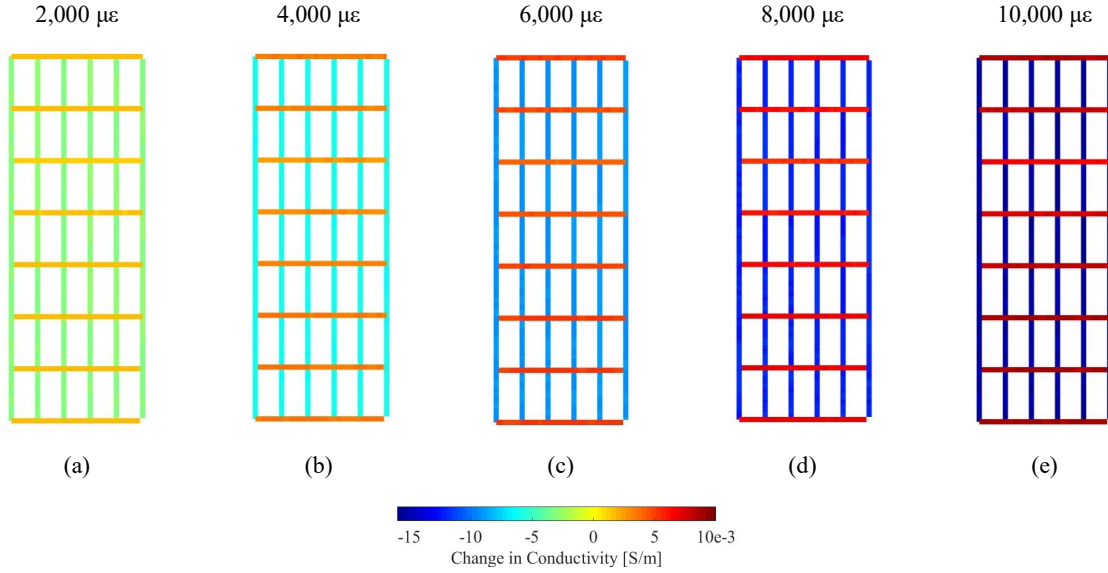 2,000 με 4,000 με 6,000 με 8,000 με 10,000 με
(a) (b) (c) (d) (e)
-15 -10 -5 0 5 10e-3
Change in Conductivity [S/m]